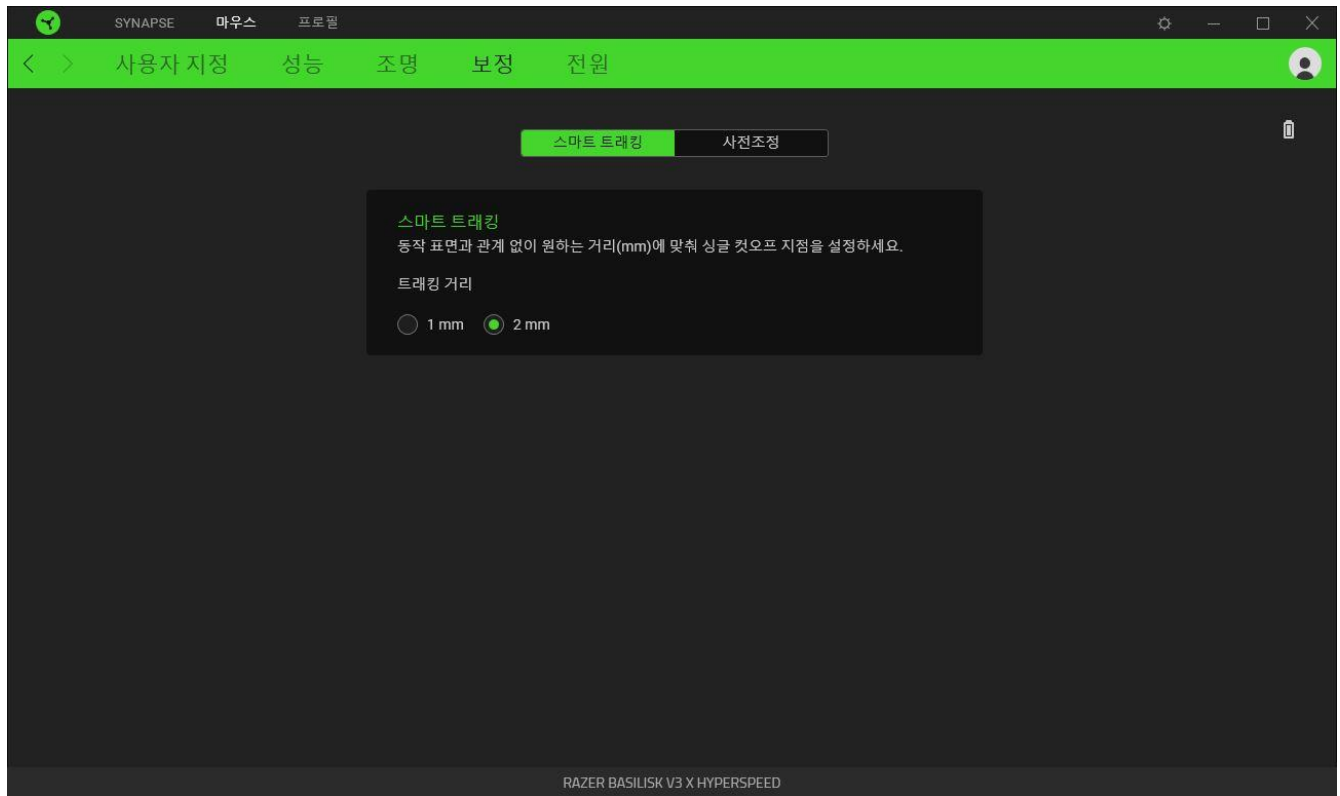 SYNAPSE 마우스 프로필
사용자 지정 성능 조명 보정 전원
스마트 트래킹 사전조정
스마트 트래킹
동작 표면과 관계 없이 원하는 거리(mm)에 맞춰 싱글 컷오프 지점을 설정하세요.
트래킹 거리
1 mm 2 mm
RAZER BASILISK V3 X HYPERSPEED